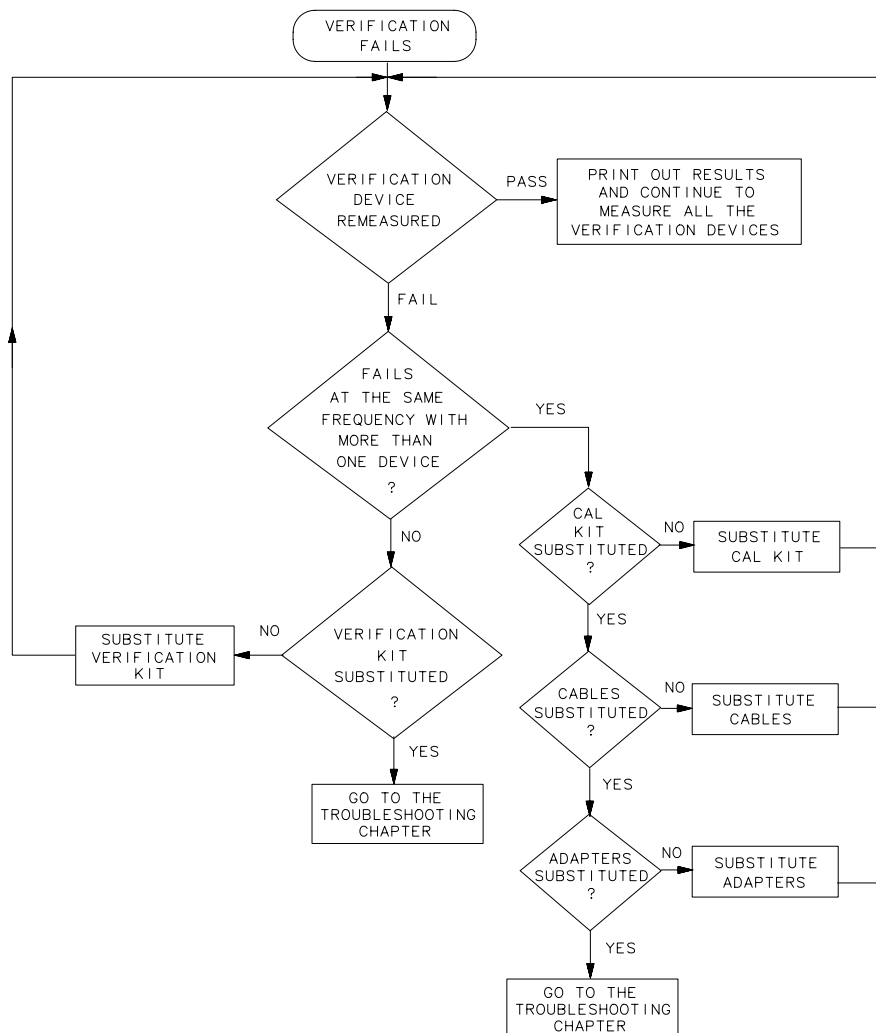 VERIFICATION
FAILS
VERIFICATION
DEVICE
REMEASURED
PASS
PRINT OUT RESULTS
AND CONTINUE TO
MEASURE ALL THE
VERIFICATION DEVICES
FAIL
FAILS
AT THE SAME
FREQUENCY WITH
MORE THAN
ONE DEVICE
?
YES
NO
CAL
KIT
SUBSTITUTED
?
NO
SUBSTITUTE
CAL KIT
YES
VERIFICATION
KIT
SUBSTITUTED
?
NO
SUBSTITUTE
VERIFICATION
KIT
YES
GO TO THE
TROUBLESHOOTING
CHAPTER
CABLES
SUBSTITUTED
?
NO
SUBSTITUTE
CABLES
YES
ADAPTERS
SUBSTITUTED
?
NO
SUBSTITUTE
ADAPTERS
YES
GO TO THE
TROUBLESHOOTING
CHAPTER